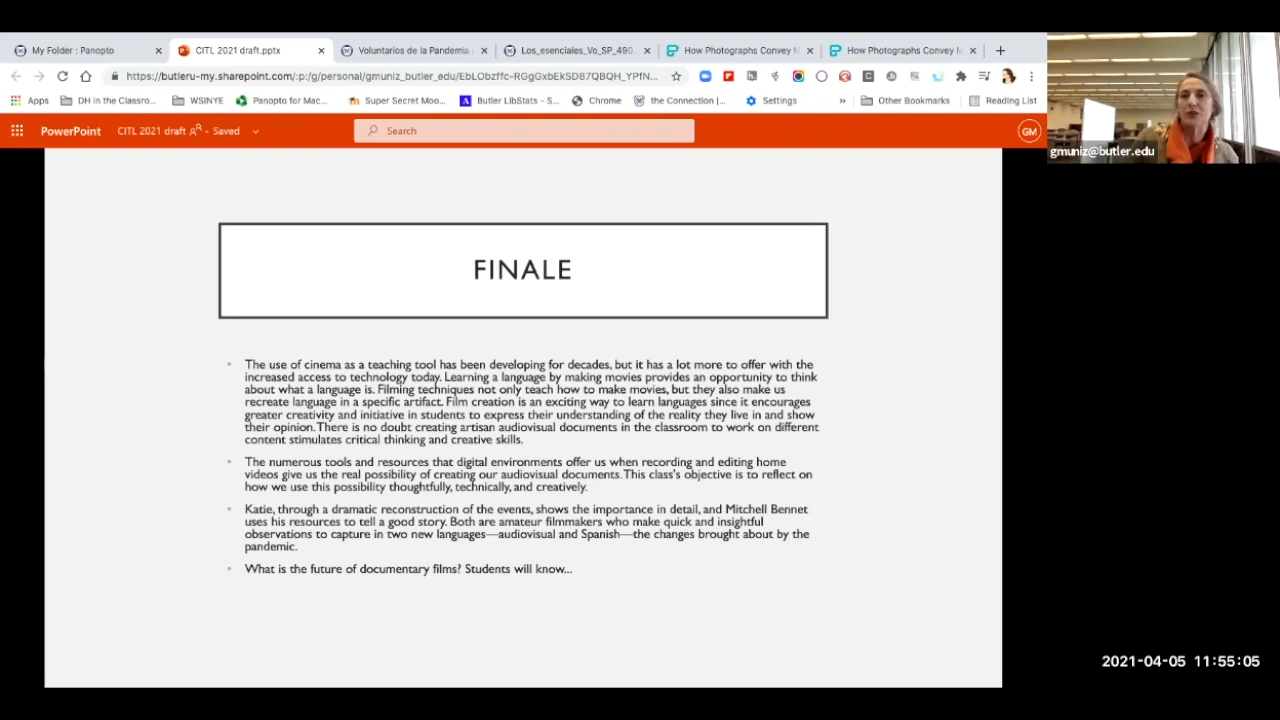 My Folder : Panopto
CITL 2021 draft.pptx
Voluntarios de la Pandemia
Los_esenciales_Vo_SP_490.
How Photographs Convey M
How Photographs Convey M
https://butleru-my.sharepoint.com/:p:/g/personal/gmuniz_butler_edu/EbLObzffc-RGgGxbEkSD87QBQH_YPfN...
Apps
DH in the Classro...
WSINYE
Panopto for Mac...
Super Secret Moo...
Butler LibStats - S...
Chrome
the Connection |...
Settings
»
Other Bookmarks
Reading List
PowerPoint
CITL 2021 draft - Saved
Search
GM
gmuniz@butler.edu
FINALE
• The use of cinema as a teaching tool has been developing for decades, but it has a lot more to offer with the
increased access to technology today. Learning a language by making movies provides an opportunity to think
about what a language is. Filming techniques not only teach how to make movies, but they also make us
recreate language in a specific artifact. Film creation is an exciting way to learn languages since it encourages
greater creativity and initiative in students to express their understanding of the reality they live in and show
their opinion. There is no doubt creating artisan audiovisual documents in the classroom to work on different
content stimulates critical thinking and creative skills.
• The numerous tools and resources that digital environments offer us when recording and editing home
videos give us the real possibility of creating our audiovisual documents. This class's objective is to reflect on
how we use this possibility thoughtfully, technically, and creatively.
• Katie, through a dramatic reconstruction of the events, shows the importance in detail, and Mitchell Bennet
uses his resources to tell a good story. Both are amateur filmmakers who make quick and insightful
observations to capture in two new languages—audiovisual and Spanish—the changes brought about by the
pandemic.
• What is the future of documentary films? Students will know...
2021-04-05 11:55:05